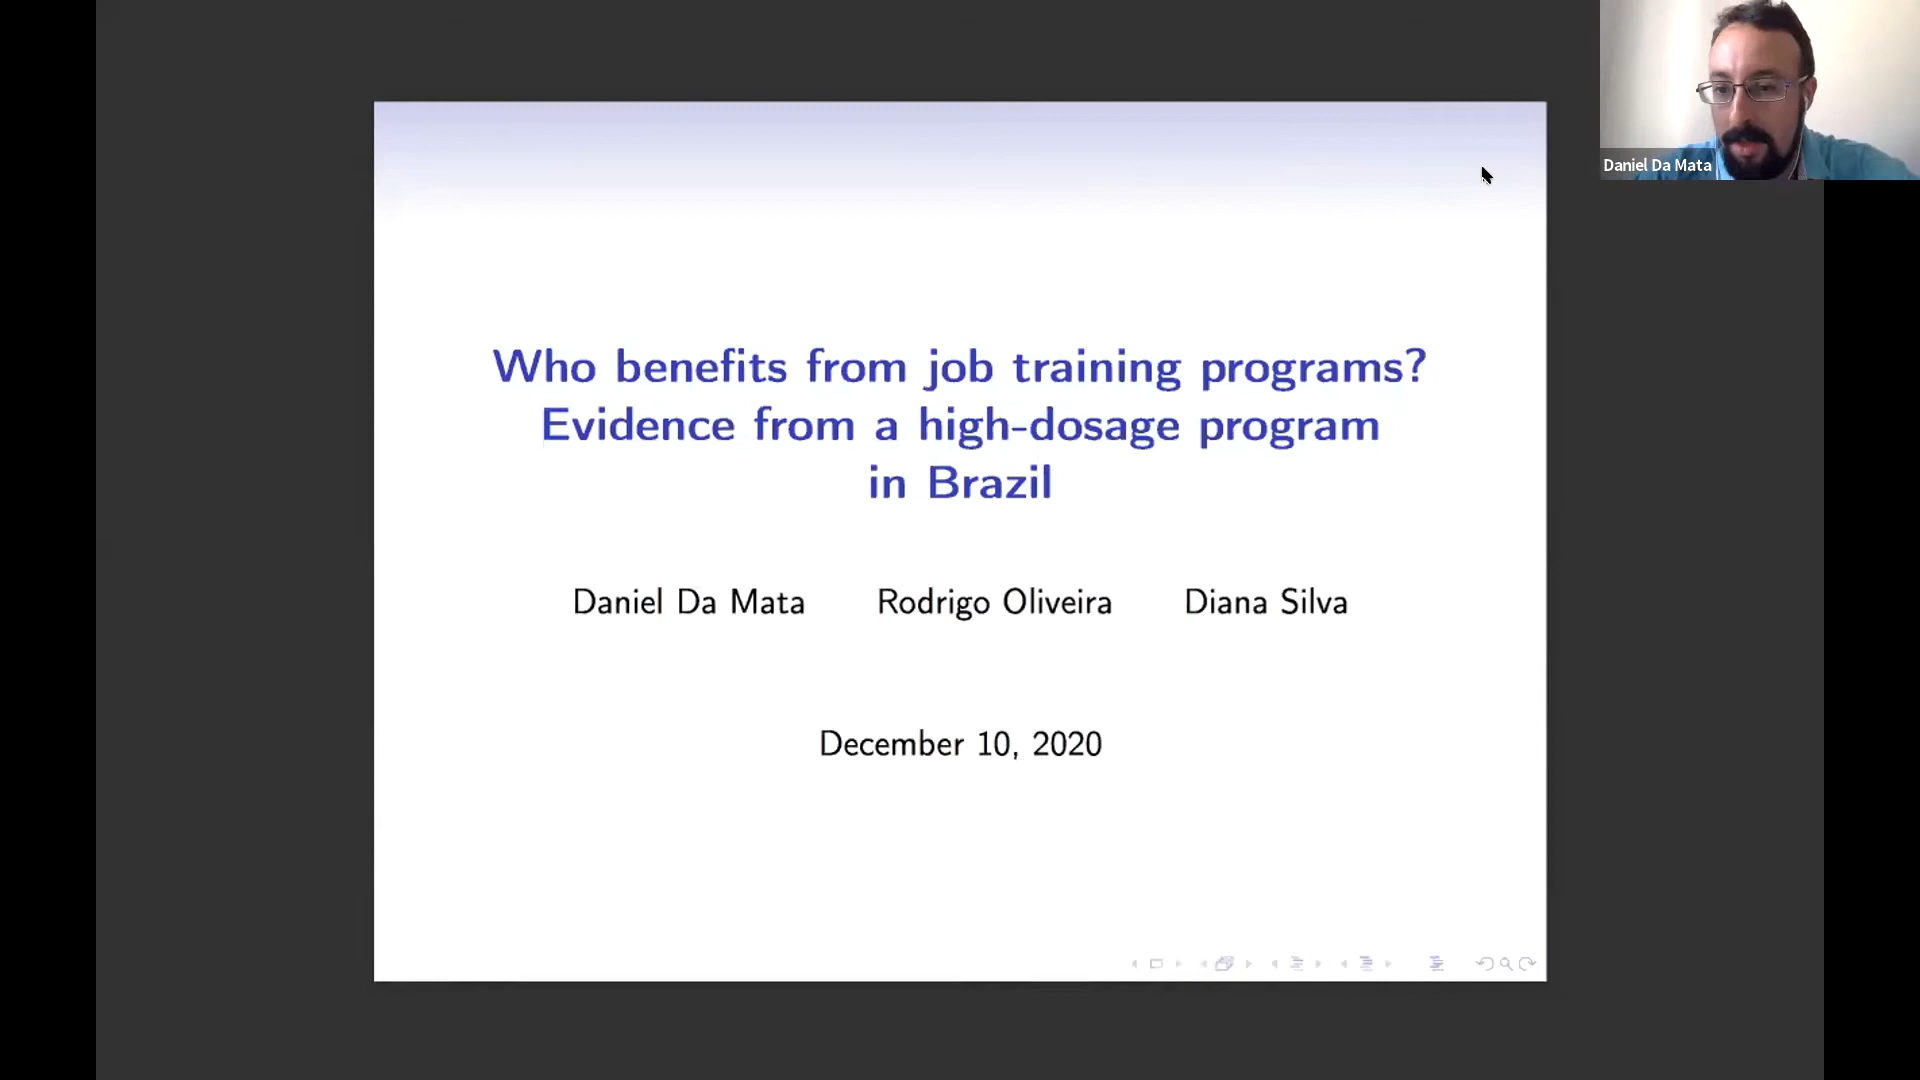 Daniel Da Mata
Who benefits from job training programs?
Evidence from a high-dosage program
in Brazil
Daniel Da Mata Rodrigo Oliveira Diana Silva
December 10, 2020